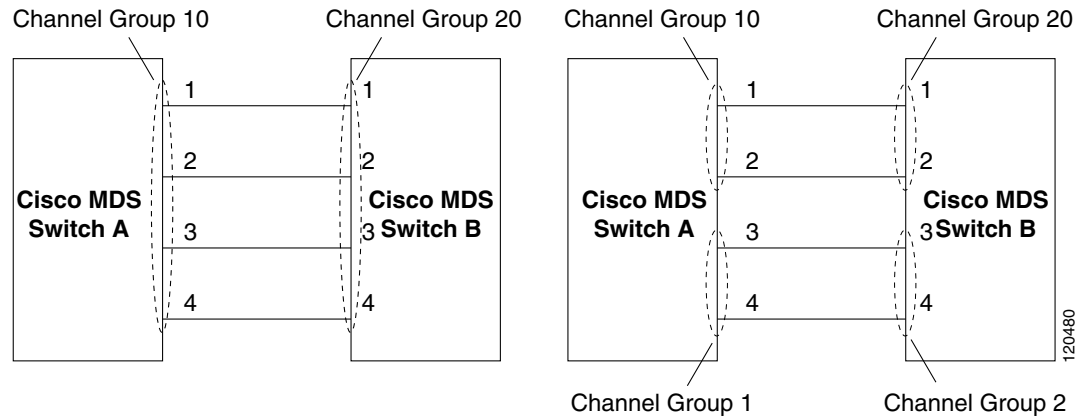 Channel Group 10
Channel Group 20
1
1
2
2
Cisco MDS
Switch A
Cisco MDS
Switch B
3
3
4
4
Channel Group 10
Channel Group 20
1
1
2
2
Cisco MDS
Switch A
Cisco MDS
Switch B
3
3
4
4
Channel Group 1
Channel Group 2
120480